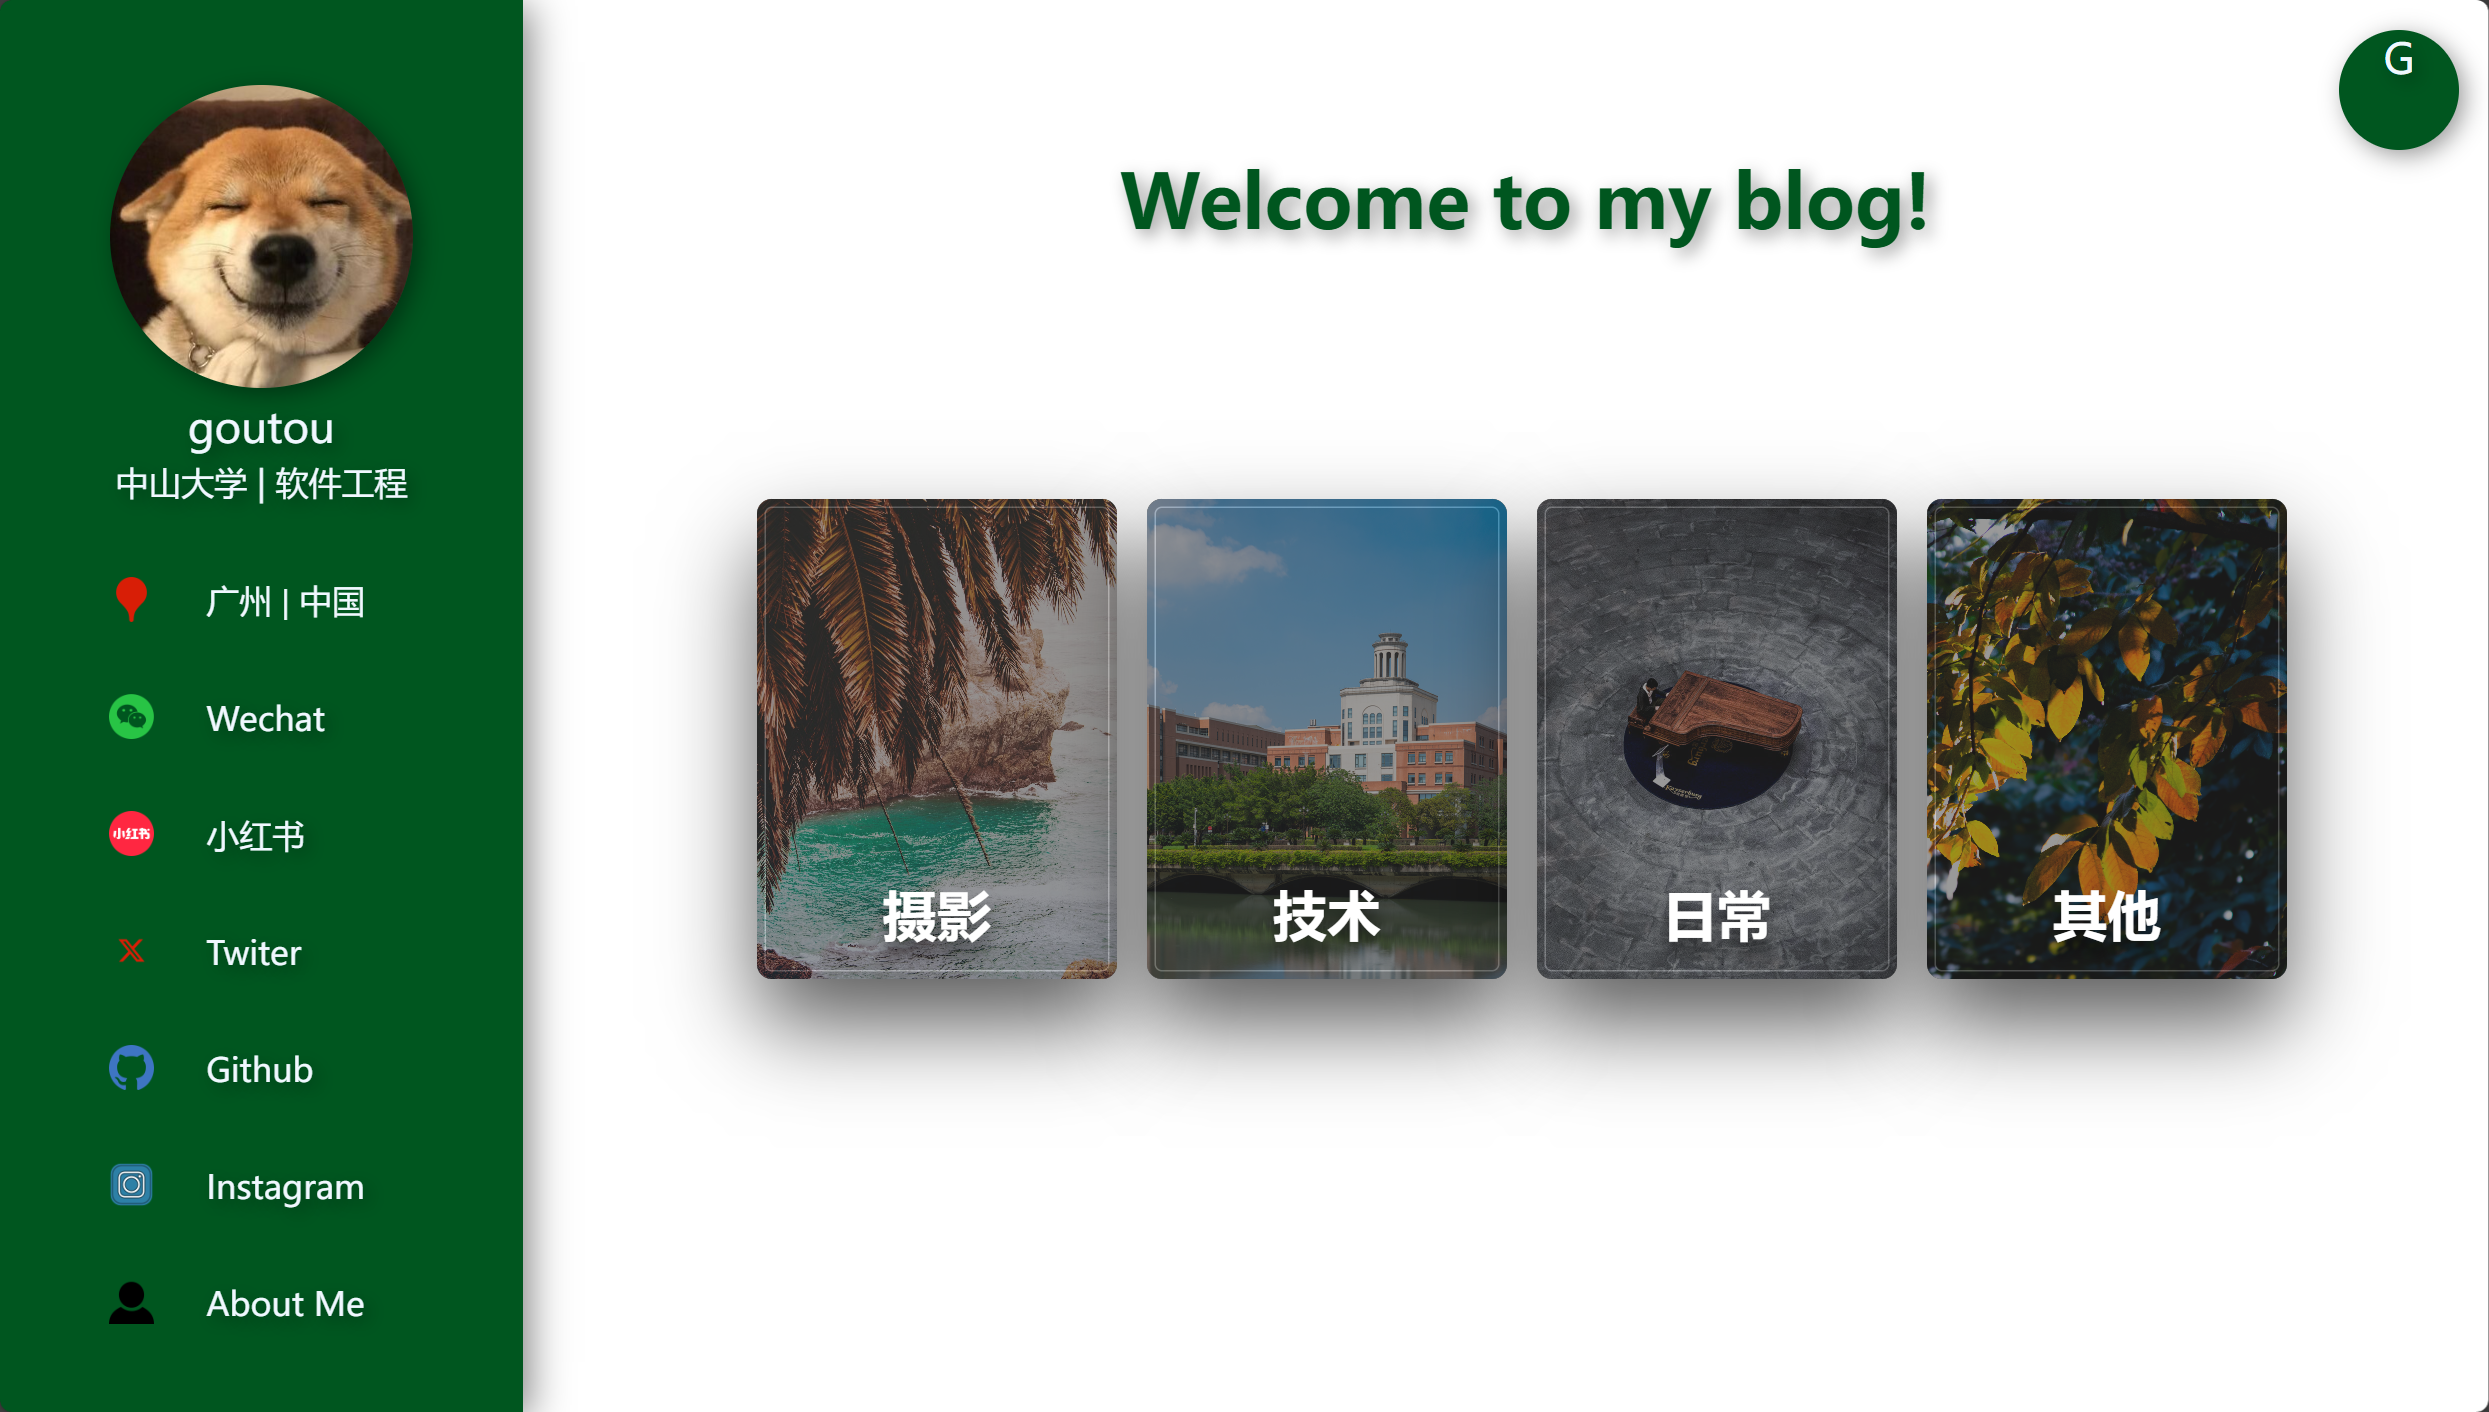 G
Welcome to my blog!
goutou
中山大学 | 软件工程
广州 | 中国
Wechat
小红书
小红书
Twiter
Github
Instagram
About Me
摄影
技术
日常
其他